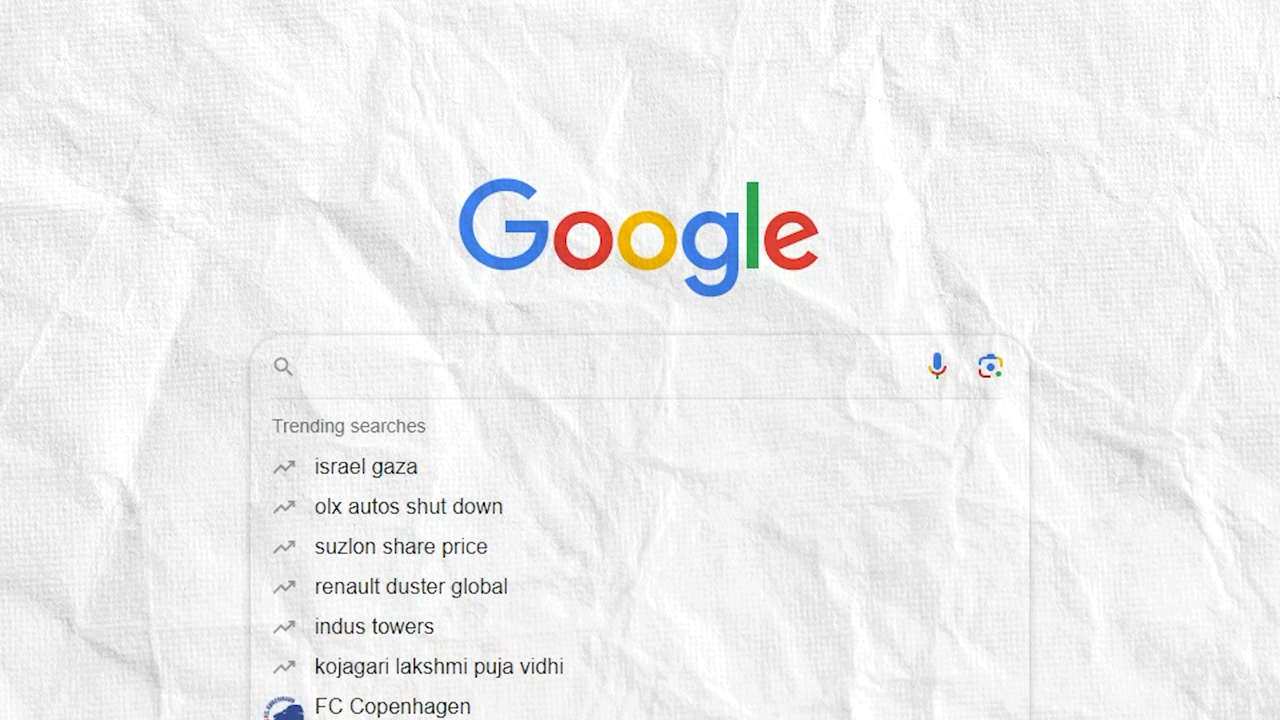 Google
Trending searches
israel gaza
olx autos shut down
suzlon share price
renault duster global
indus towers
kojagari lakshmi puja vidhi
FC Copenhagen